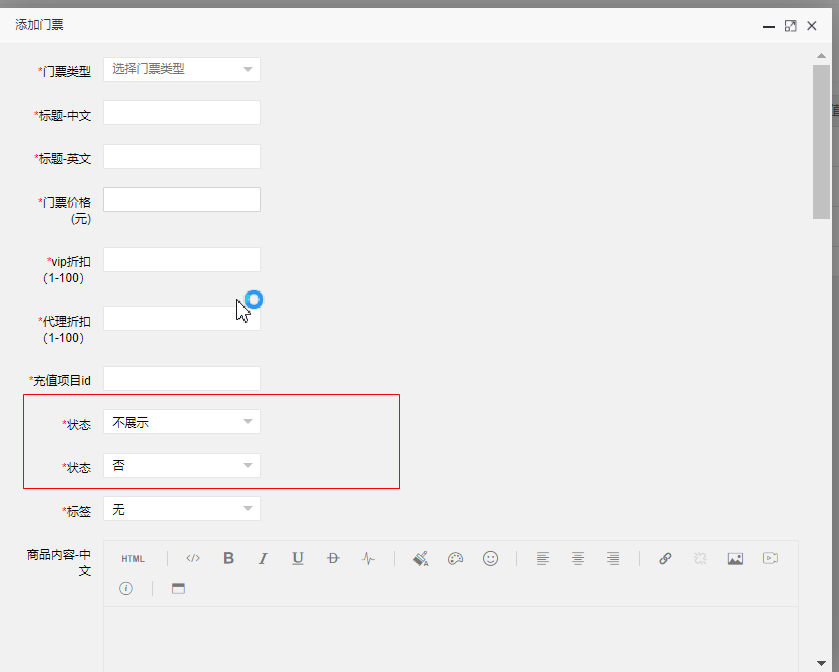 添加门票
*门票类型 选择门票类型
*标题-中文
*标题-英文
*门票价格
(元)
*vip折扣
(1-100)
*代理折扣
(1-100)
*充值项目id
*状态 不展示
*状态 否
*标签 无
商品内容-中
文
HTML </> B I U D